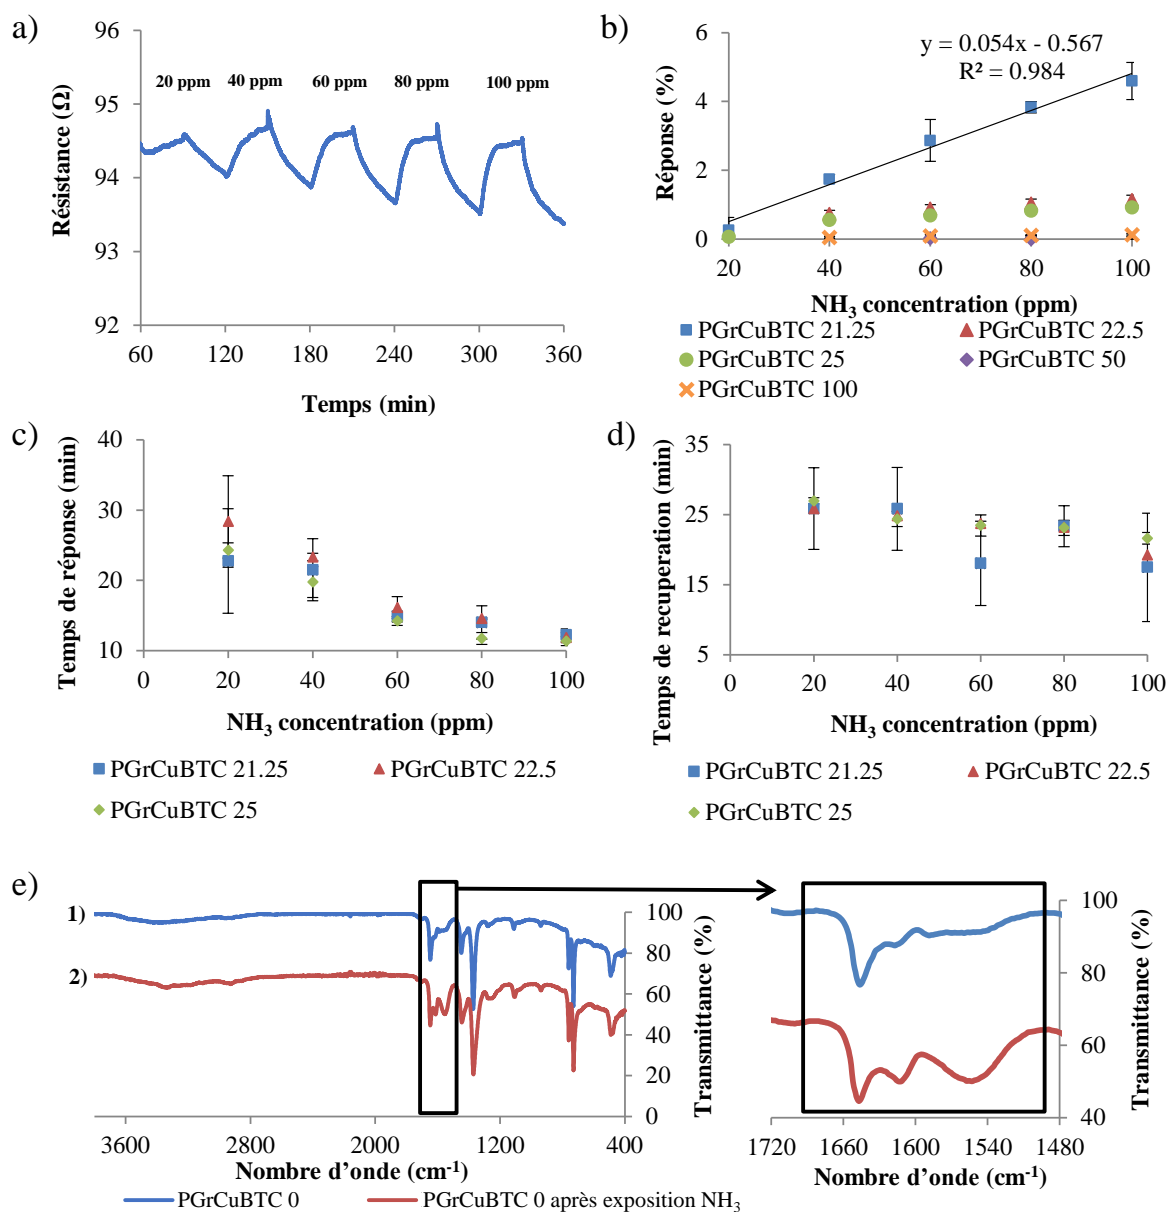 a)
96
95
94
93
92
Résistance (Ω)
20 ppm
40 ppm
60 ppm
80 ppm
100 ppm
60
120
180
240
300
360
Temps (min)
b)
6
4
2
0
Réponse (%)
y = 0.054x - 0.567
R² = 0.984
20
40
60
80
100
NH₃ concentration (ppm)
PGrCuBTC 21.25
PGrCuBTC 22.5
PGrCuBTC 25
PGrCuBTC 50
PGrCuBTC 100
c)
40
30
20
10
Temps de réponse (min)
0
20
40
60
80
100
NH₃ concentration (ppm)
PGrCuBTC 21.25
PGrCuBTC 22.5
PGrCuBTC 25
d)
35
25
15
5
Temps de recuperation (min)
0
20
40
60
80
100
NH₃ concentration (ppm)
PGrCuBTC 21.25
PGrCuBTC 22.5
PGrCuBTC 25
e)
1)
2)
100
80
60
40
20
0
Transmittance (%)
3600
2800
2000
1200
400
Nombre d’onde (cm⁻¹)
100
80
60
40
Transmittance (%)
1720
1660
1600
1540
1480
Nombre d’onde (cm⁻¹)
PGrCuBTC 0
PGrCuBTC 0 après exposition NH₃